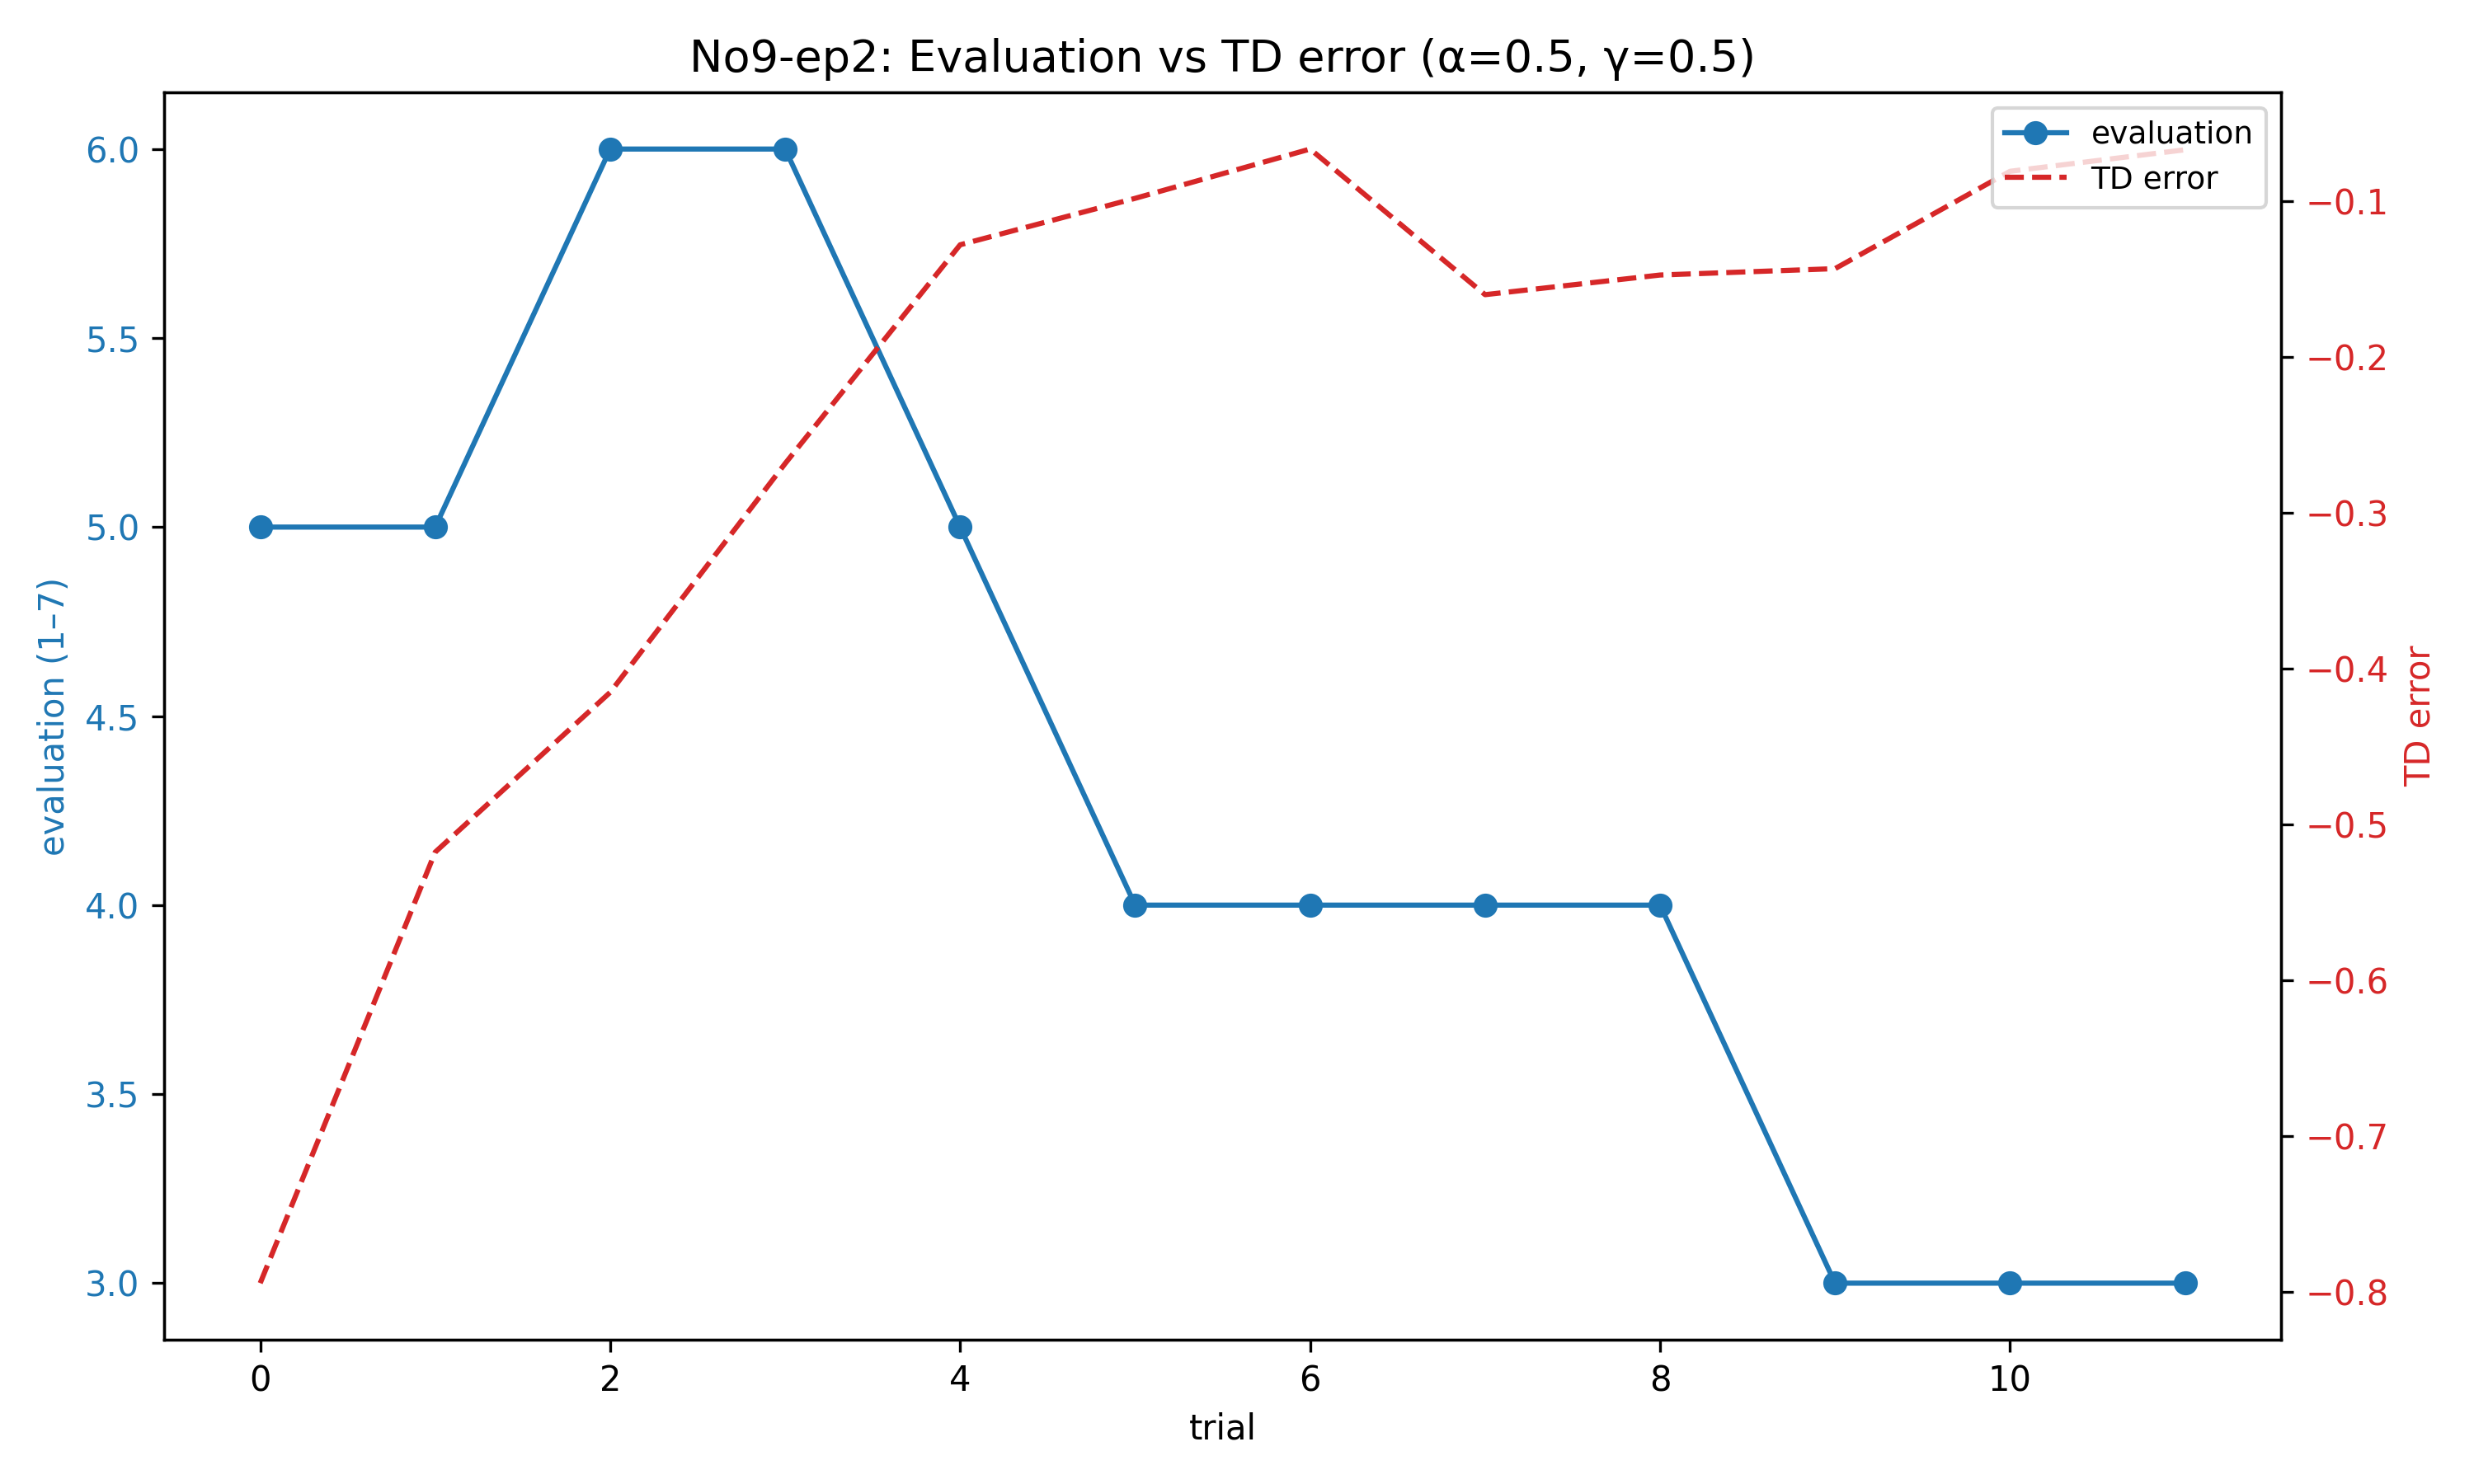 No9-ep2: Evaluation vs TD error (α=0.5, γ=0.5)
evaluation
TD error
6.0
5.5
5.0
4.5
4.0
3.5
3.0
evaluation (1–7)
−0.1
−0.2
−0.3
−0.4
−0.5
−0.6
−0.7
−0.8
TD error
0 2 4 6 8 10
trial